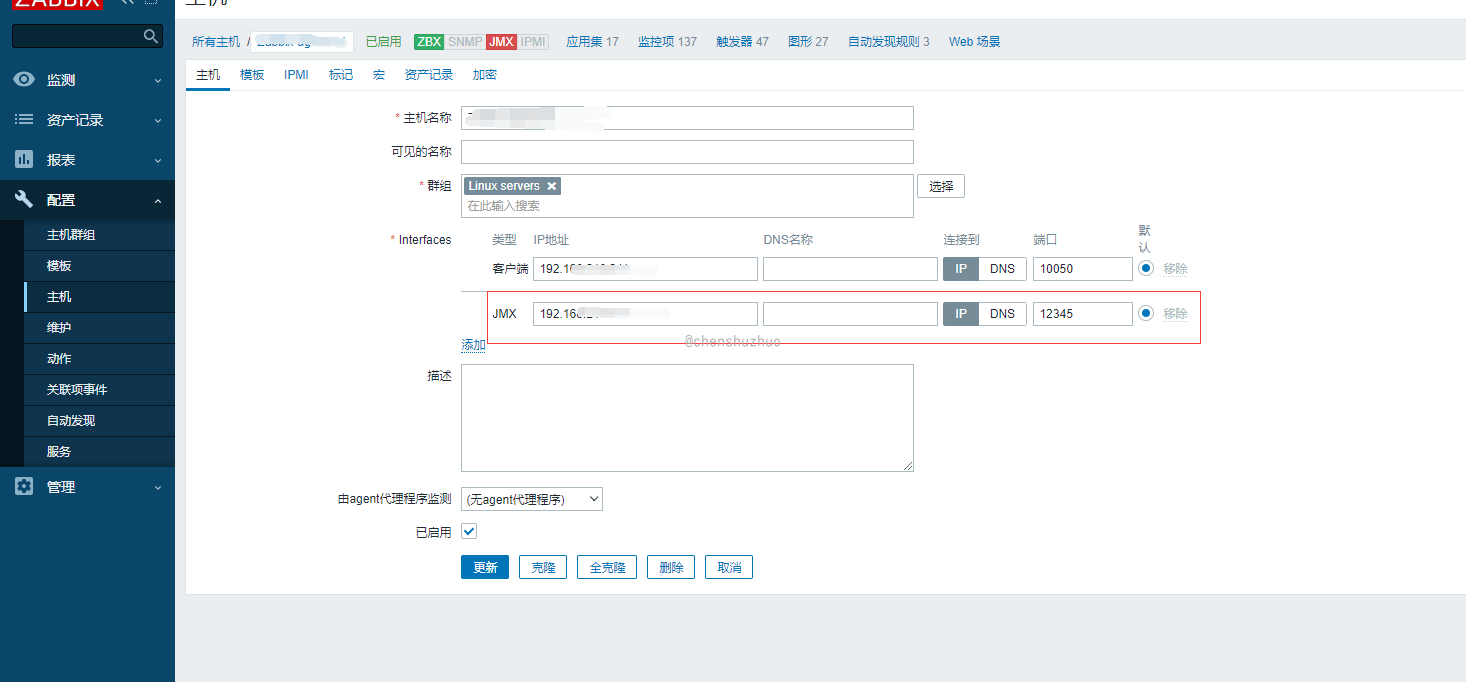 ZABBIX
主机
所有主机 / 已启用 ZBX SNMP JMX IPMI 应用集 17 监控项 137 触发器 47 图形 27 自动发现规则 3 Web 场景
主机 模板 IPMI 标记 宏 资产记录 加密
监测
资产记录
报表
配置
主机群组
模板
主机
维护
动作
关联项事件
自动发现
服务
管理
* 主机名称
可见的名称
* 群组 Linux servers 选择
在此输入搜索
* Interfaces 类型 IP地址 DNS名称 连接到 端口 默认
客户端 IP DNS 10050 移除
JMX IP DNS 12345 移除
@chenshuzhuo
添加
描述
由agent代理程序监测 (无agent代理程序)
已启用
更新 克隆 全克隆 删除 取消